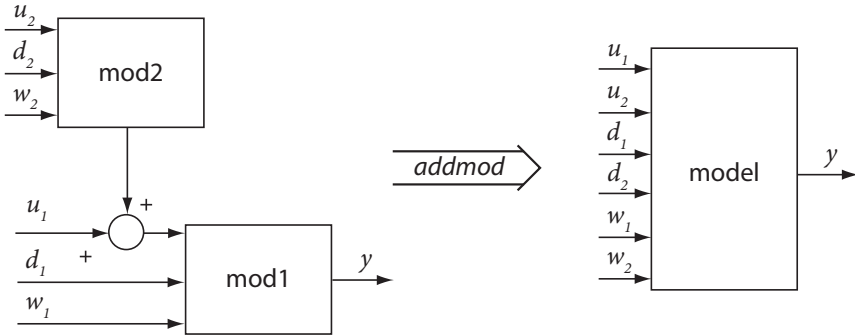 u₂
d₂
w₂
mod2
+
u₁
+
d₁
w₁
mod1
y
addmod
u₁
u₂
d₁
d₂
w₁
w₂
model
y